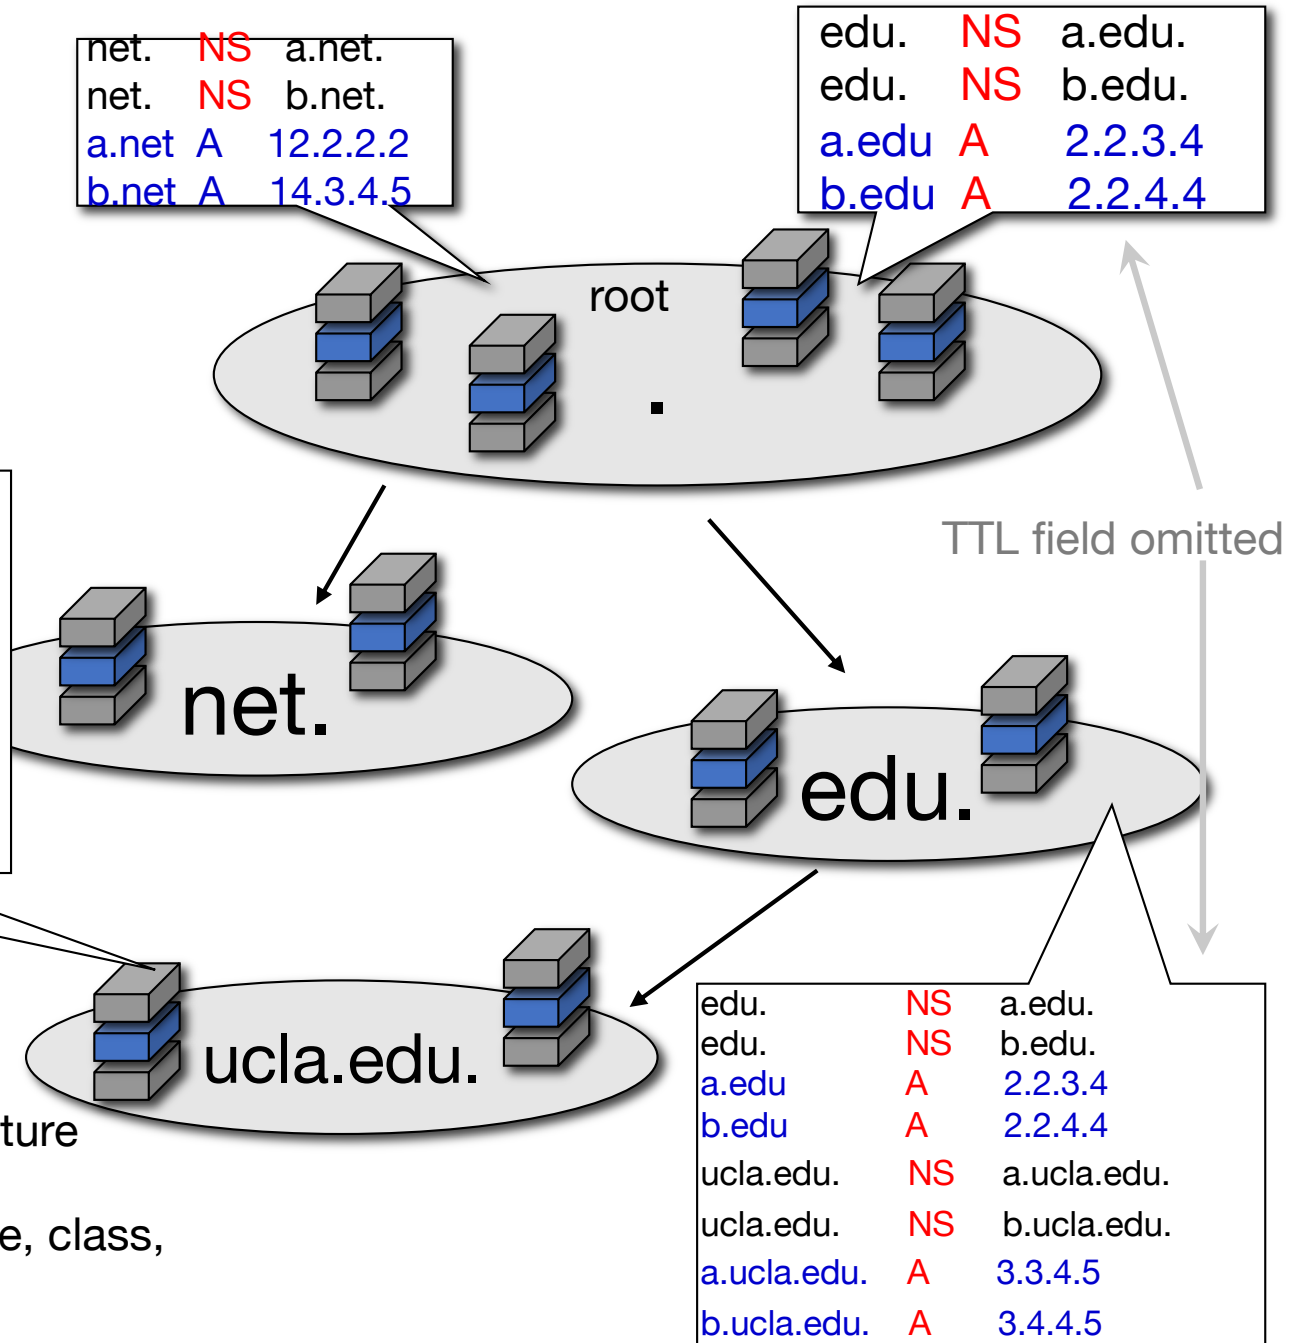 net. NS a.net.
net. NS b.net.
a.net A 12.2.2.2
b.net A 14.3.4.5
edu. NS a.edu.
edu. NS b.edu.
a.edu A 2.2.3.4
b.edu A 2.2.4.4
root
.
TTL field omitted
net.
edu.
ucla.edu.
ture
e, class,
edu. NS a.edu.
edu. NS b.edu.
a.edu A 2.2.3.4
b.edu A 2.2.4.4
ucla.edu. NS a.ucla.edu.
ucla.edu. NS b.ucla.edu.
a.ucla.edu. A 3.3.4.5
b.ucla.edu. A 3.4.4.5